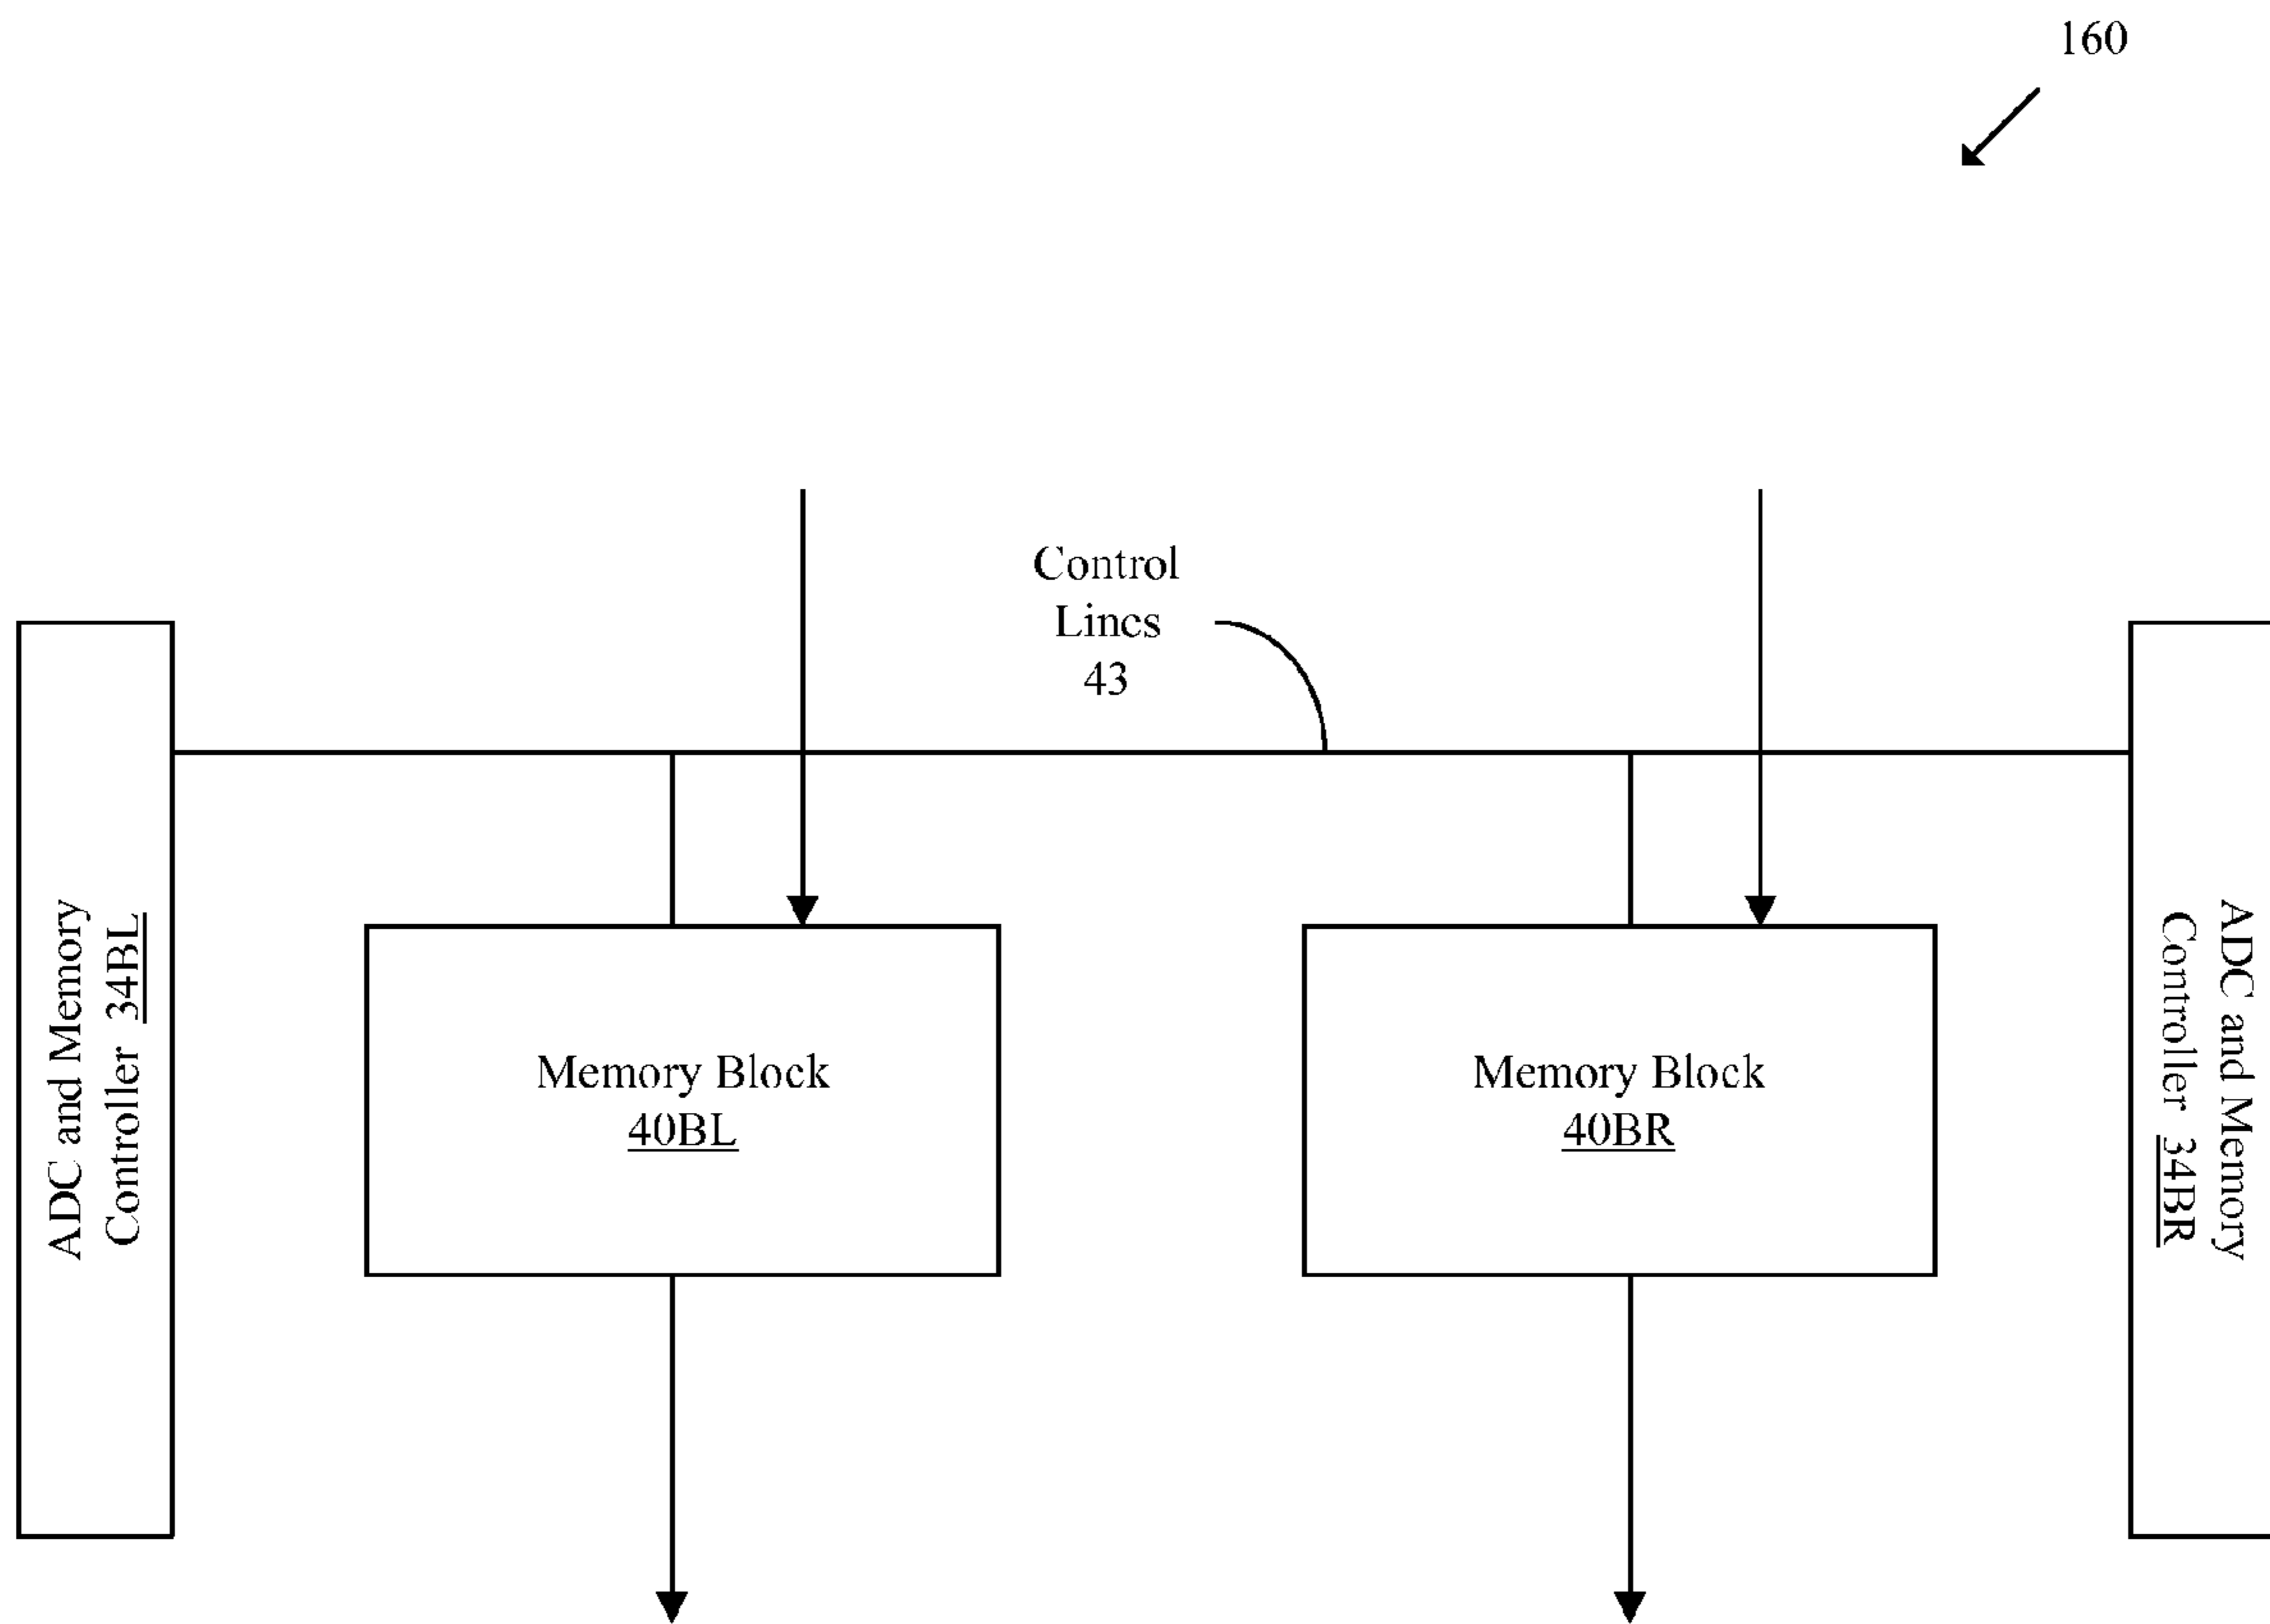 160
Control
Lines
43
ADC and Memory
Controller 34BL
Memory Block
40BL
Memory Block
40BR
ADC and Memory
Controller 34BR